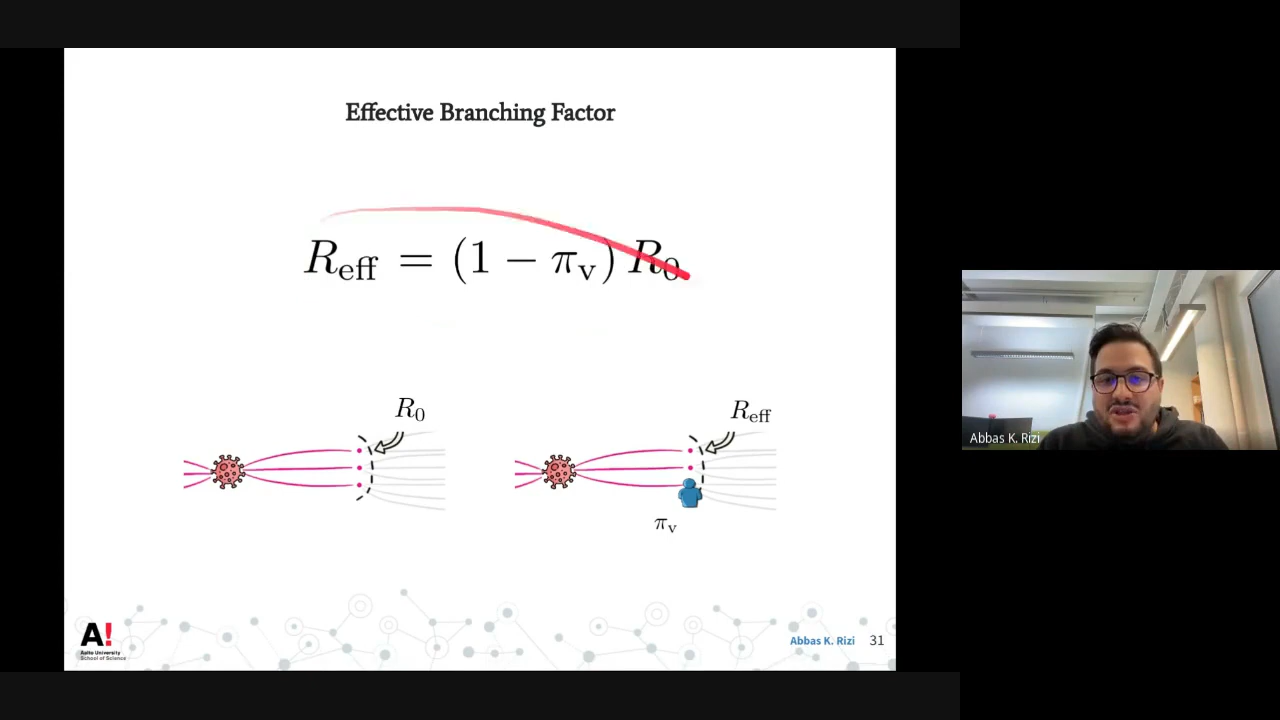 Effective Branching Factor
R_eff = (1 − π_v) R_0
R_0
R_eff
π_v
A!
Aalto University
School of Science
Abbas K. Rizi 31
Abbas K. Rizi